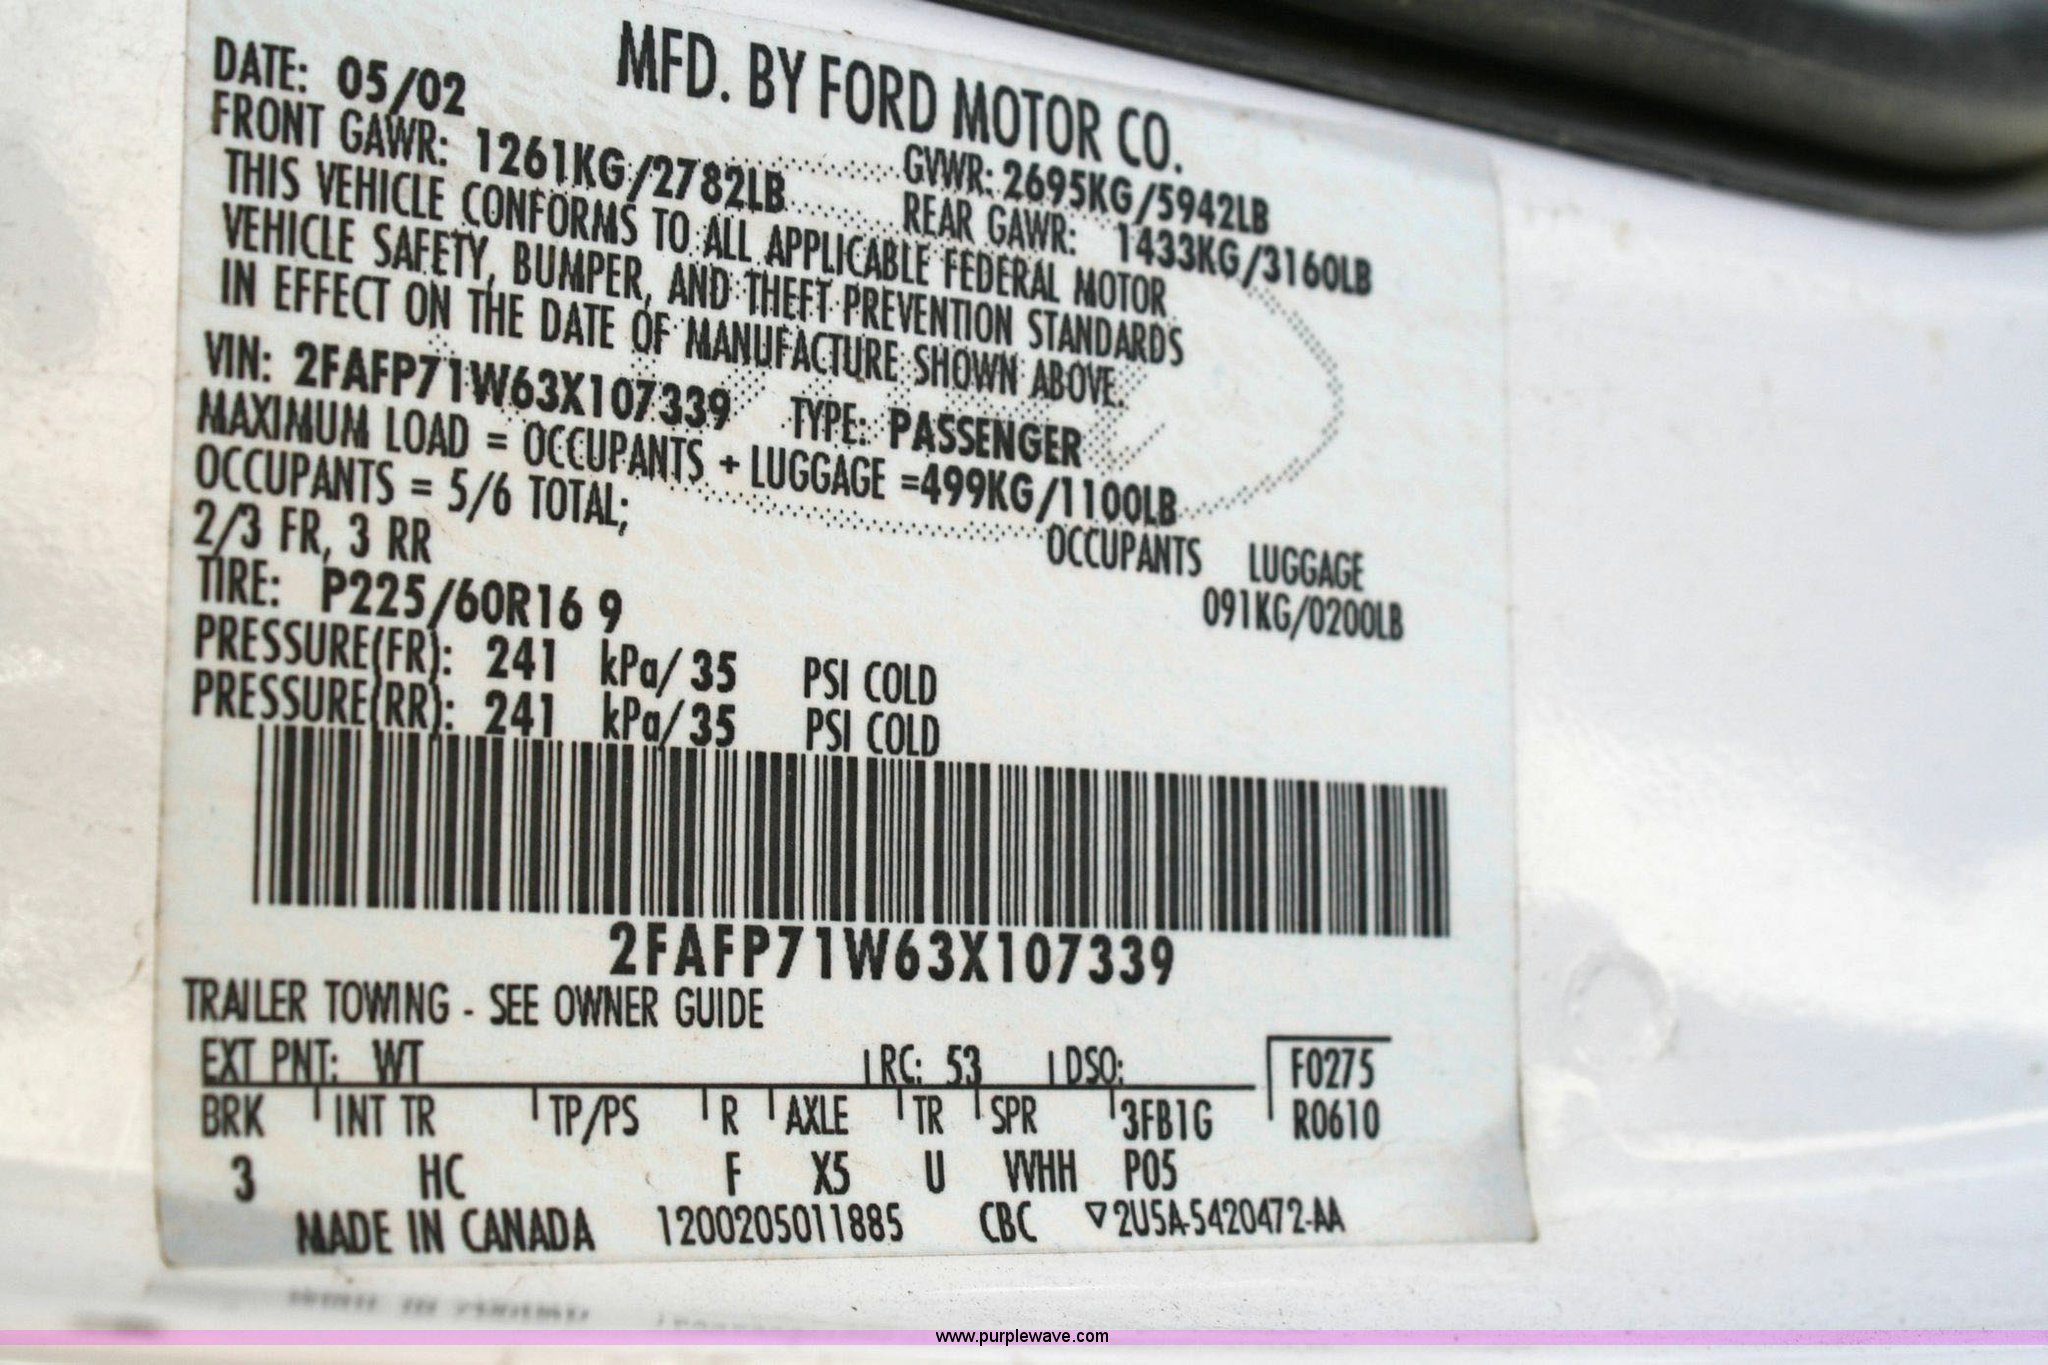 MFD. BY FORD MOTOR CO.
DATE: 05/02 GVWR: 2695KG/5942LB
FRONT GAWR: 1261KG/2782LB REAR GAWR: 1433KG/3160LB
THIS VEHICLE CONFORMS TO ALL APPLICABLE FEDERAL MOTOR
VEHICLE SAFETY, BUMPER, AND THEFT PREVENTION STANDARDS
IN EFFECT ON THE DATE OF MANUFACTURE SHOWN ABOVE.
VIN: 2FAFP71W63X107339 TYPE: PASSENGER
MAXIMUM LOAD = OCCUPANTS + LUGGAGE =499KG/1100LB
OCCUPANTS = 5/6 TOTAL; OCCUPANTS LUGGAGE
2/3 FR, 3 RR 091KG/0200LB
TIRE: P225/60R16 9
PRESSURE(FR): 241 kPa/ 35 PSI COLD
PRESSURE(RR): 241 kPa/ 35 PSI COLD
2FAFP71W63X107339
TRAILER TOWING - SEE OWNER GUIDE
EXT PNT: WT RC: 53 DSO: F0275
BRK INT TR TP/PS R AXLE TR SPR 3FB1G R0610
3 HC F X5 U VVHH P05
MADE IN CANADA 1200205011885 CBC ▽2U5A-5420472-AA
www.purplewave.com